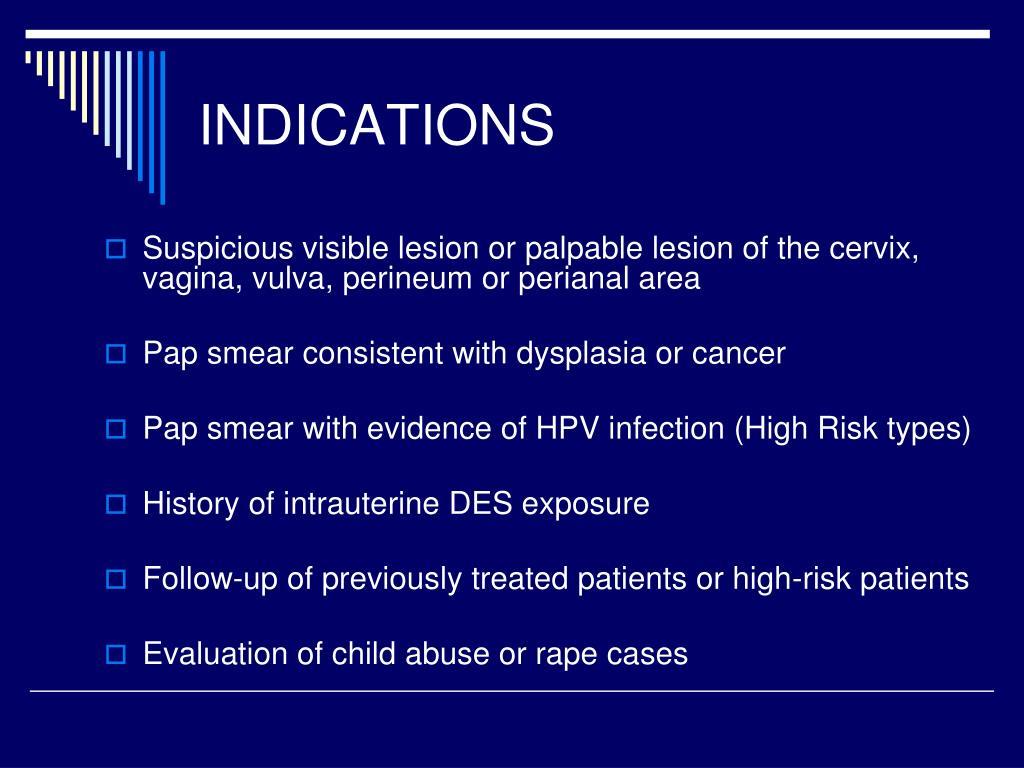 INDICATIONS
Suspicious visible lesion or palpable lesion of the cervix,
vagina, vulva, perineum or perianal area
Pap smear consistent with dysplasia or cancer
Pap smear with evidence of HPV infection (High Risk types)
History of intrauterine DES exposure
Follow-up of previously treated patients or high-risk patients
Evaluation of child abuse or rape cases